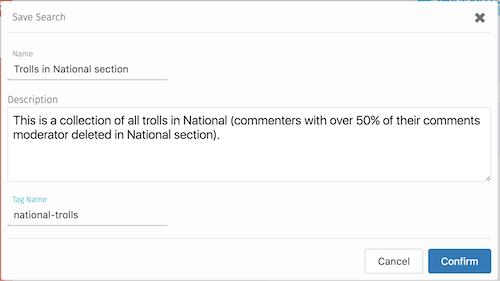 Save Search
Name
Trolls in National section
Description
This is a collection of all trolls in National (commenters with over 50% of their comments
moderator deleted in National section).
Tag Name
national-trolls
Cancel
Confirm